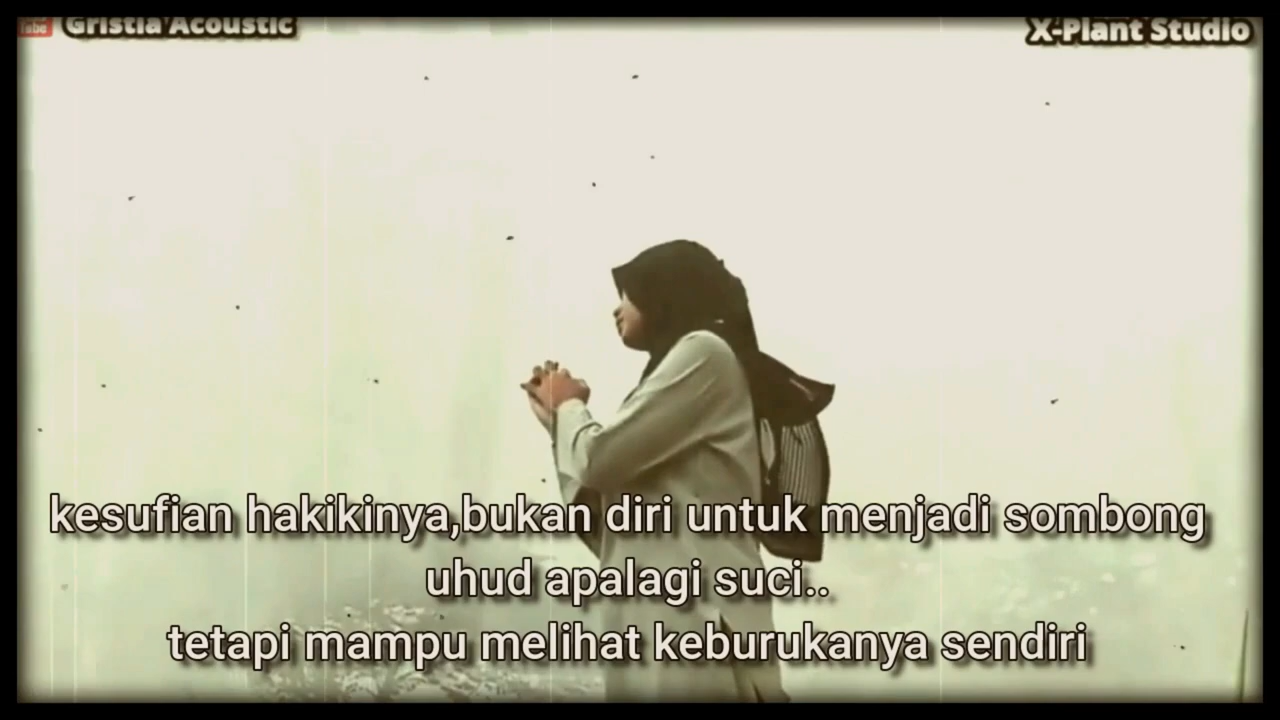 Tube Gristia Acoustic
X-Plant Studio
kesufian hakikinya,bukan diri untuk menjadi sombong
uhud apalagi suci..
tetapi mampu melihat keburukanya sendiri